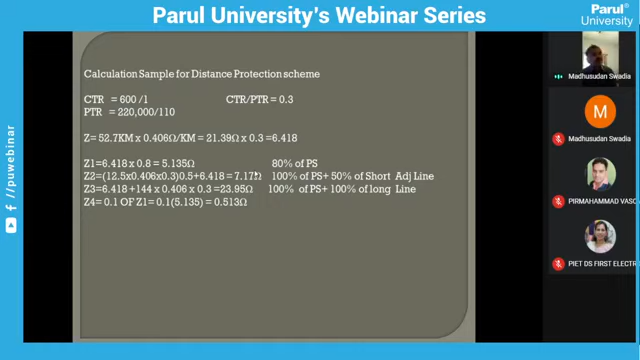 Parul University's Webinar Series
Parul®
University
f /puwebinar
Calculation Sample for Distance Protection scheme
CTR = 600 /1 CTR/PTR = 0.3
PTR = 220,000/110
Z= 52.7KM x 0.406Ω/KM = 21.39Ω x 0.3 =6.418
Z1=6.418 x 0.8 = 5.135Ω 80% of PS
Z2=(12.5x0.406x0.3)0.5+6.418 = 7.17Ω 100% of PS+ 50% of Short Adj Line
Z3=6.418 +144 x 0.406 x 0.3 =23.95Ω 100% of PS+ 100% of long Line
Z4= 0.1 OF Z1= 0.1(5.135) = 0.513Ω
Madhusudan Swadia
M
Madhusudan Swadia
PIRMAHAMMAD VASO
PIET DS FIRST ELECTR